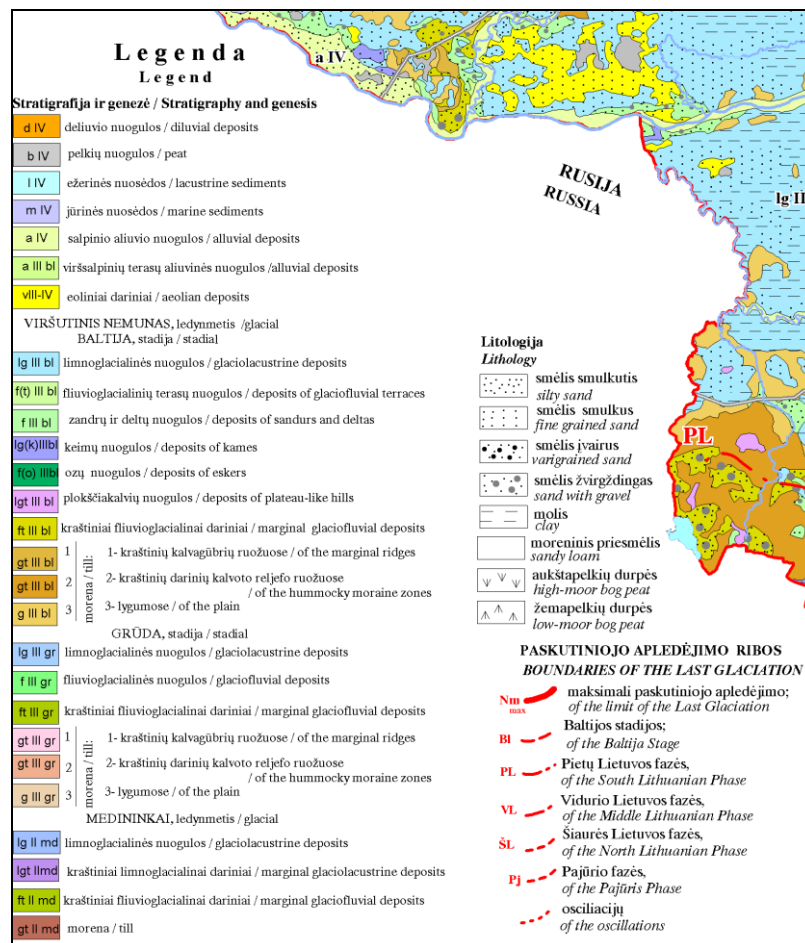 Legenda
Legend
a IV
Stratigrafija ir genezė / Stratigraphy and genesis
d IV deliuvio nuogulos / diluvial deposits
b IV pelkių nuogulos / peat
l IV ežerinės nuosėdos / lacustrine sediments
m IV jūrinės nuosėdos / marine sediments
a IV salpinio aliuvio nuogulos / alluvial deposits
a III bl viršsalpinių terasų aliuvinės nuogulos /alluvial deposits
vIII-IV eoliniai dariniai / aeolian deposits
VIRŠUTINIS NEMUNAS, ledynmetis /glacial
BALTIJA, stadija / stadial
lg III bl limnoglacialinės nuogulos / glaciolacustrine deposits
f(t) III bl fliuvioglacialinių terasų nuogulos / deposits of glaciofluvial terraces
f III bl zandrų ir deltų nuogulos / deposits of sandurs and deltas
lg(k)IIIbl keimų nuogulos / deposits of kames
f(o) IIIbl ozų nuogulos / deposits of eskers
lgt III bl plokščiakalvių nuogulos / deposits of plateau-like hills
ft III bl kraštiniai fliuvioglacialinai dariniai / marginal glaciofluvial deposits
morena / till:
gt III bl 1 1- kraštinių kalvagūbrių ruožuose / of the marginal ridges
gt III bl 2 2- kraštinių darinių kalvoto reljefo ruožuose
/ of the hummocky moraine zones
g III bl 3 3- lygumose / of the plain
GRŪDA, stadija / stadial
lg III gr limnoglacialinės nuogulos / glaciolacustrine deposits
f III gr fliuvioglacialinės nuogulos / glaciofluvial deposits
ft III gr kraštiniai fliuvioglacialinai dariniai / marginal glaciofluvial deposits
morena / till:
gt III gr 1 1- kraštinių kalvagūbrių ruožuose / of the marginal ridges
gt III gr 2 2- kraštinių darinių kalvoto reljefo ruožuose
/ of the hummocky moraine zones
g III gr 3 3- lygumose / of the plain
MEDININKAI, ledynmetis / glacial
lg II md limnoglacialinės nuogulos / glaciolacustrine deposits
lgt IImd kraštiniai limnoglacialinai dariniai / marginal glaciolacustrine deposits
ft II md kraštiniai fliuvioglacialinai dariniai / marginal glaciofluvial deposits
gt II md morena / till
RUSIJA
RUSSIA
lg II
PL
Litologija
Lithology
smėlis smulkutis
silty sand
smėlis smulkus
fine grained sand
smėlis įvairus
varigrained sand
smėlis žvirgždingas
sand with gravel
molis
clay
moreninis priesmėlis
sandy loam
aukštapelkių durpės
high-moor bog peat
žemapelkių durpės
low-moor bog peat
PASKUTINIOJO APLEDĖJIMO RIBOS
BOUNDARIES OF THE LAST GLACIATION
Nm max maksimali paskutiniojo apledėjimo;
of the limit of the Last Glaciation
Bl Baltijos stadijos;
of the Baltija Stage
PL Pietų Lietuvos fazės,
of the South Lithuanian Phase
VL Vidurio Lietuvos fazės,
of the Middle Lithuanian Phase
ŠL Šiaurės Lietuvos fazės,
of the North Lithuanian Phase
Pj Pajūrio fazės,
of the Pajūris Phase
osciliacijų
of the oscillations